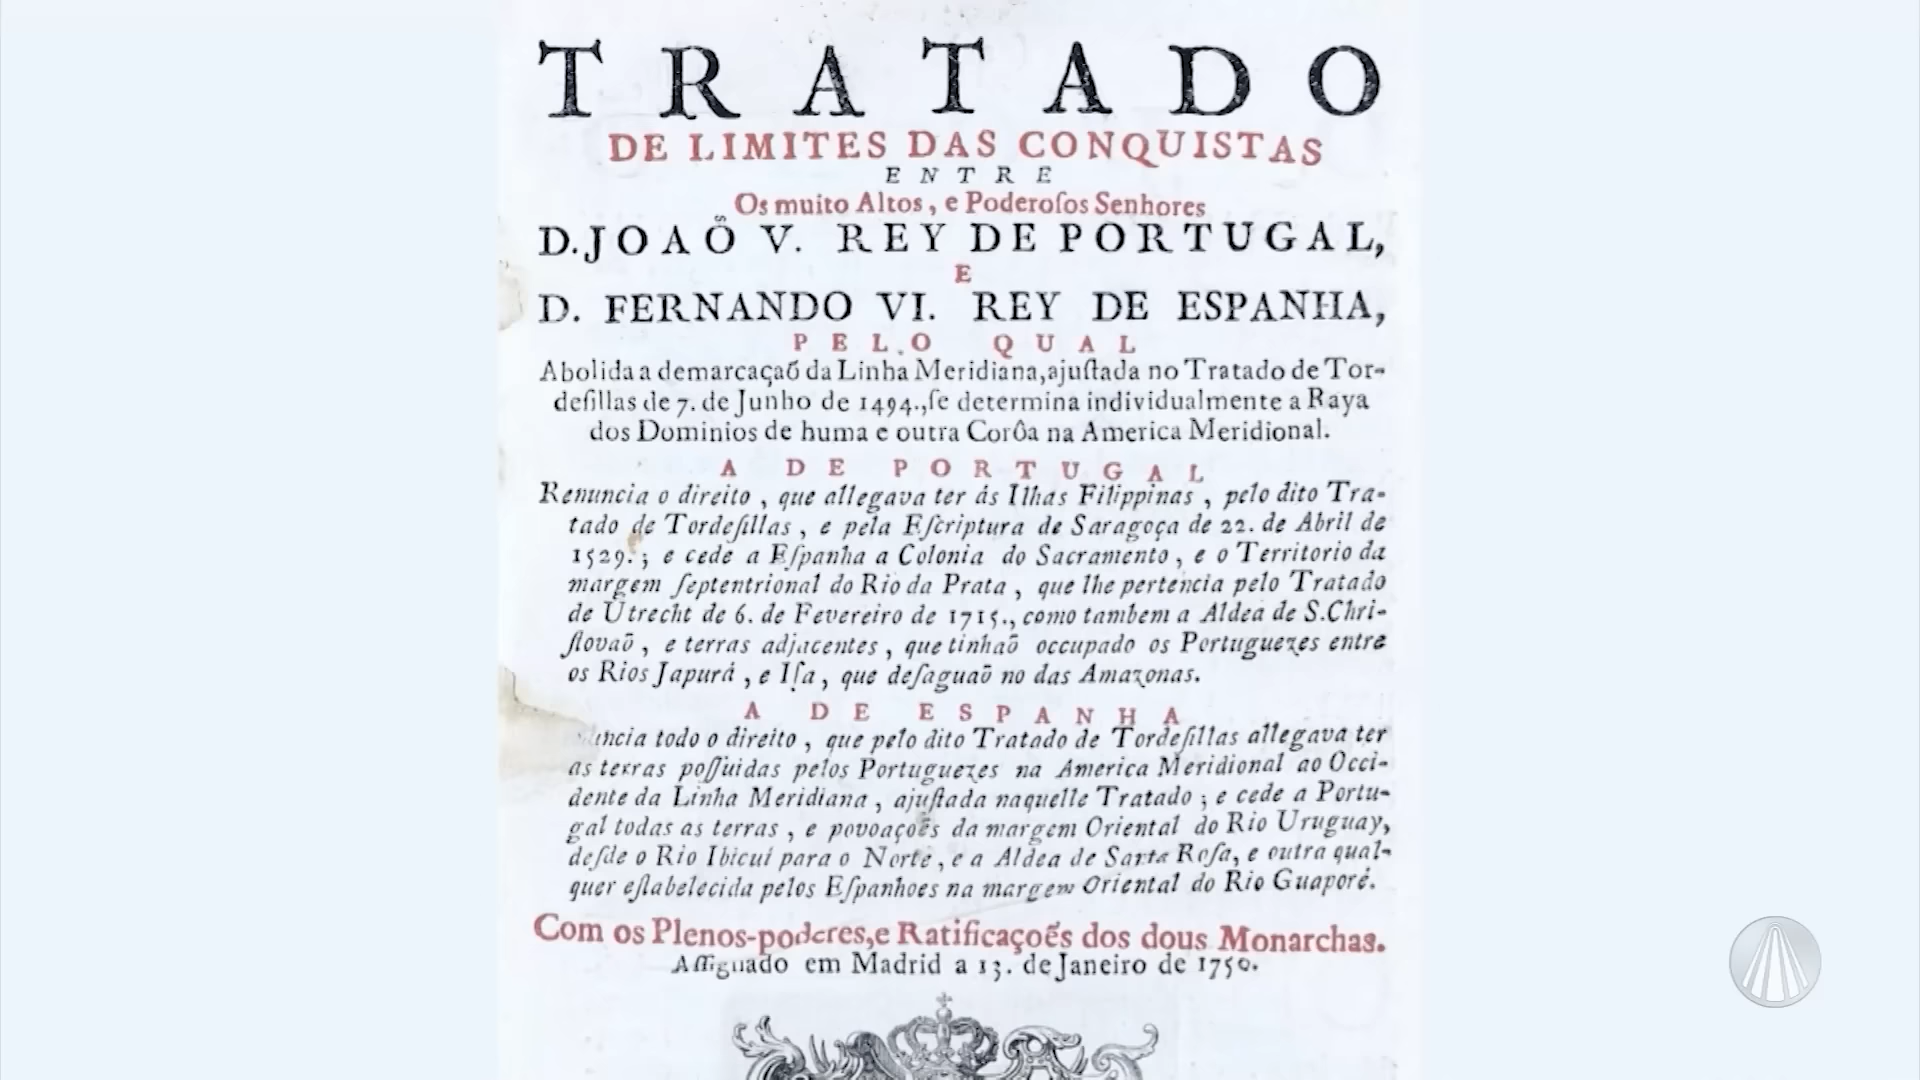 TRATADO
DE LIMITES DAS CONQUISTAS
ENTRE
Os muito Altos, e Poderoſos Senhores
D. JOAÕ V. REY DE PORTUGAL,
E
D. FERNANDO VI. REY DE ESPANHA,
PELO QUAL
Abolida a demarcaçaõ da Linha Meridiana, ajuſtada no Tratado de Tor-
deſillas de 7. de Junho de 1494., ſe determina individualmente a Raya
dos Dominios de huma e outra Corôa na America Meridional.
A DE PORTUGAL
Renuncia o direito, que allegava ter ás Ilhas Filippinas, pelo dito Tra-
tado de Tordeſillas, e pela Eſcriptura de Saragoça de 22. de Abril de
1529.; e cede a Eſpanha a Colonia do Sacramento, e o Territorio da
margem ſeptentrional do Rio da Prata, que lhe pertencia pelo Tratado
de Utrecht de 6. de Fevereiro de 1715., como tambem a Aldea de S. Chri-
ſtovaõ, e terras adjacentes, que tinhaõ occupado os Portuguezes entre
os Rios Japurá, e Iſa, que deſaguaõ no das Amazonas.
A DE ESPANHA
uncia todo o direito, que pelo dito Tratado de Tordeſillas allegava ter
as terras poſſuidas pelos Portuguezes na America Meridional ao Occi-
dente da Linha Meridiana, ajuſtada naquelle Tratado; e cede a Portu-
gal todas as terras, e povoaçoẽs da margem Oriental do Rio Uruguay,
deſde o Rio Ibicuí para o Norte, e a Aldea de Santa Roſa, e outra qual-
quer eſtabelecida pelos Eſpanhoes na margem Oriental do Rio Guaporé.
Com os Plenos-poderes, e Ratificaçoẽs dos dous Monarchas.
Aſſignado em Madrid a 13. de Janeiro de 1750.